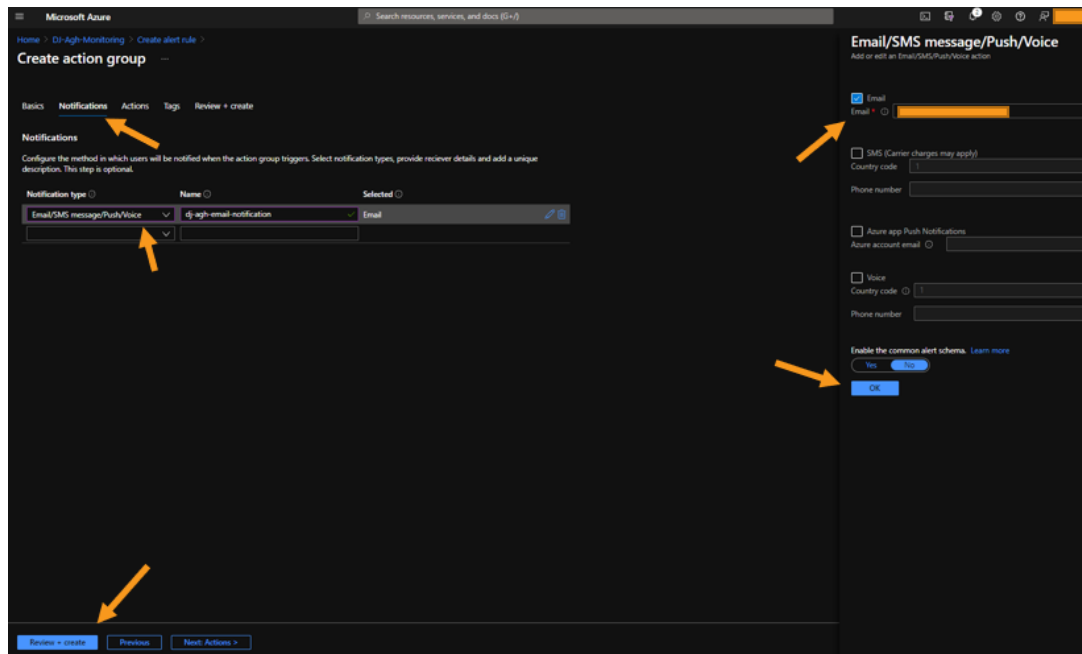 Microsoft Azure
Search resources, services, and docs (G+/)
2
Home > DJ-Agh-Monitoring > Create alert rule >
Create action group ...
Basics Notifications Actions Tags Review + create
Notifications
Configure the method in which users will be notified when the action group triggers. Select notification types, provide reciever details and add a unique
description. This step is optional.
Notification type Name Selected
Email/SMS message/Push/Voice dj-agh-email-notification Email
Review + create Previous Next: Actions >
Email/SMS message/Push/Voice
Add or edit an Email/SMS/Push/Voice action
Email
Email *
SMS (Carrier charges may apply)
Country code 1
Phone number
Azure app Push Notifications
Azure account email
Voice
Country code 1
Phone number
Enable the common alert schema. Learn more
Yes No
OK